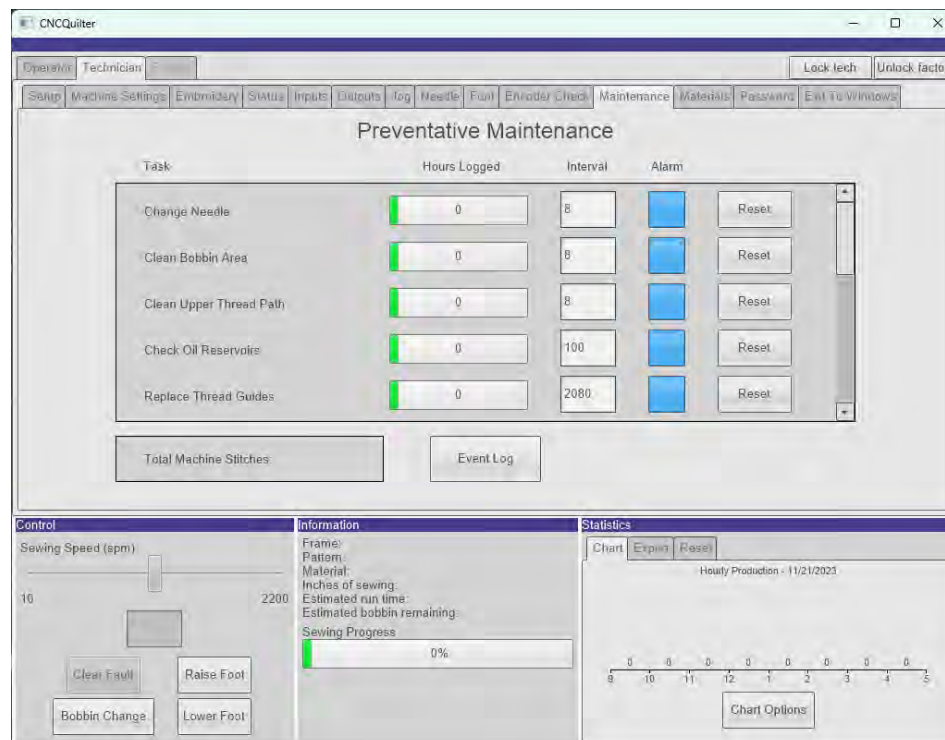 CNCQuilter
Operator Technician
Lock tech Unlock facto
Setup Machine Settings Embroidery Status Inputs Outputs Jog Needle Foot Encoder Check Maintenance Materials Password Exit To Windows
Preventative Maintenance
Task Hours Logged Interval Alarm
Change Needle 0 8 Reset
Clean Bobbin Area 0 8 Reset
Clean Upper Thread Path 0 8 Reset
Check Oil Reservoirs 0 100 Reset
Replace Thread Guides 0 2080 Reset
Total Machine Stitches: Event Log
Control
Sewing Speed (spm)
10 2200
Clear Fault Raise Foot
Bobbin Change Lower Foot
Information
Frame:
Pattern:
Material:
Inches of sewing:
Estimated run time:
Estimated bobbin remaining:
Sewing Progress
0%
Statistics
Chart Export Reset
Hourly Production - 11/21/2023
0 0 0 0 0 0 0 0
9 10 11 12 1 2 3 4 5
Chart Options